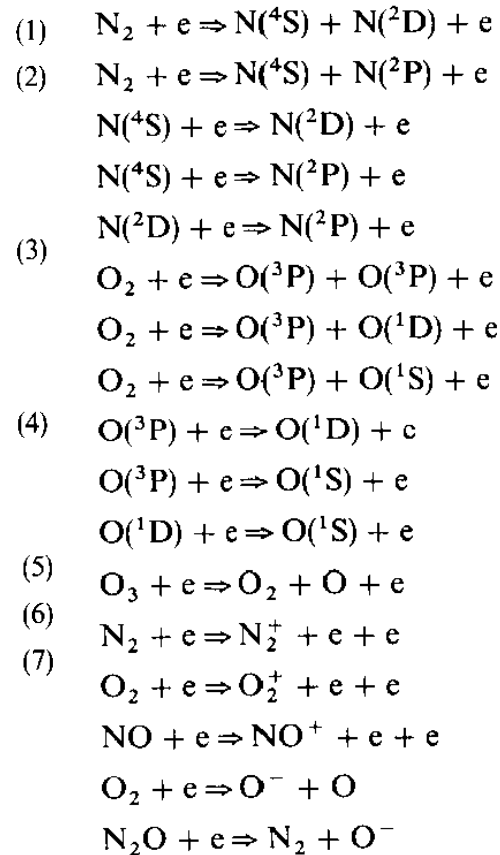 (1) N₂ + e ⇒ N(⁴S) + N(²D) + e
(2) N₂ + e ⇒ N(⁴S) + N(²P) + e
N(⁴S) + e ⇒ N(²D) + e
N(⁴S) + e ⇒ N(²P) + e
N(²D) + e ⇒ N(²P) + e
(3)
O₂ + e ⇒ O(³P) + O(³P) + e
O₂ + e ⇒ O(³P) + O(¹D) + e
O₂ + e ⇒ O(³P) + O(¹S) + e
(4) O(³P) + e ⇒ O(¹D) + c
O(³P) + e ⇒ O(¹S) + e
O(¹D) + e ⇒ O(¹S) + e
(5) O₃ + e ⇒ O₂ + O + e
(6)
N₂ + e ⇒ N₂⁺ + e + e
(7)
O₂ + e ⇒ O₂⁺ + e + e
NO + e ⇒ NO⁺ + e + e
O₂ + e ⇒ O⁻ + O
N₂O + e ⇒ N₂ + O⁻